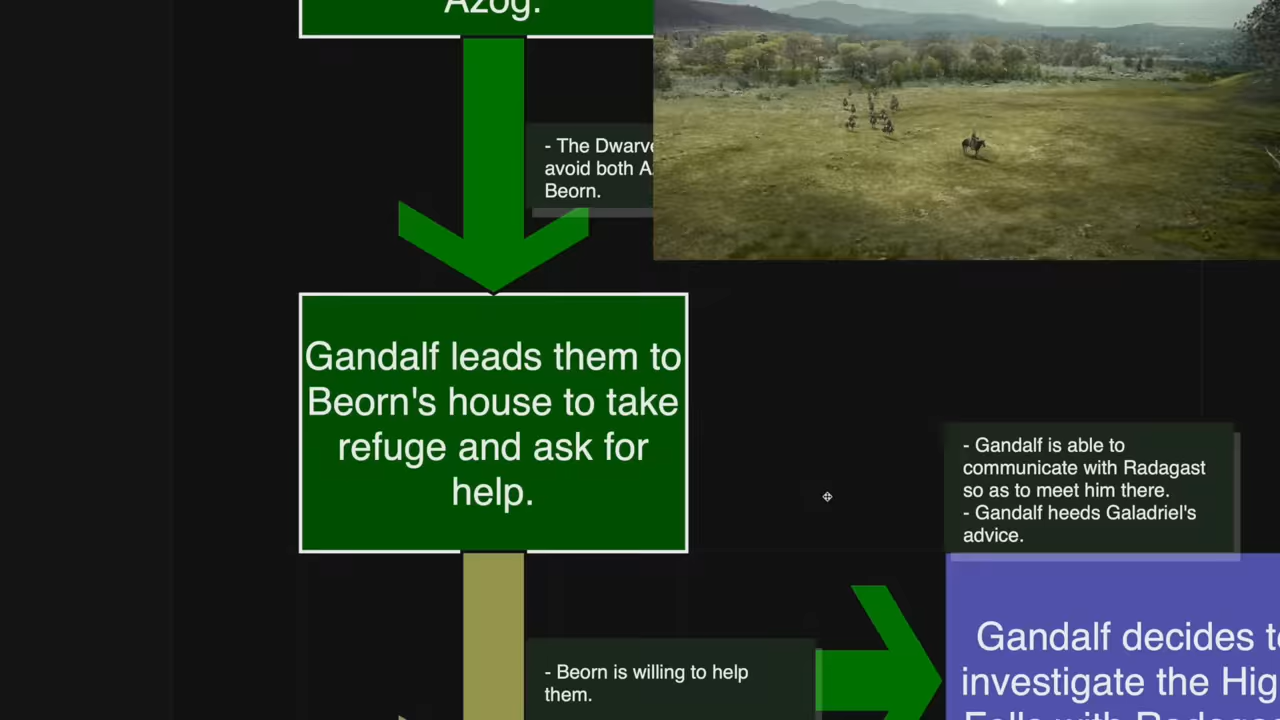 Azog.
- The Dwarve
avoid both A
Beorn.
Gandalf leads them to
Beorn's house to take
refuge and ask for
help.
- Gandalf is able to
communicate with Radagast
so as to meet him there.
- Gandalf heeds Galadriel's
advice.
- Beorn is willing to help
them.
Gandalf decides to
investigate the Hig